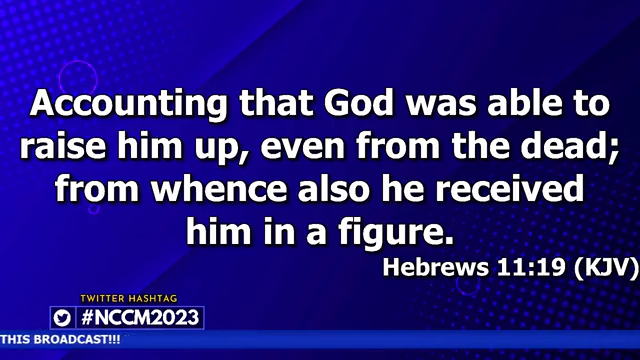 Accounting that God was able to
raise him up, even from the dead;
from whence also he received
him in a figure.
Hebrews 11:19 (KJV)
TWITTER HASHTAG
#NCCM2023
THIS BROADCAST!!!